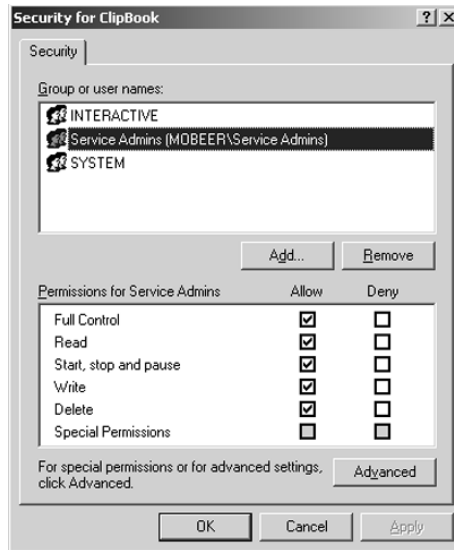 Security for ClipBook
Security
Group or user names:
INTERACTIVE
Service Admins (MOBEER\Service Admins)
SYSTEM
Add... Remove
Permissions for Service Admins Allow Deny
Full Control
Read
Start, stop and pause
Write
Delete
Special Permissions
For special permissions or for advanced settings, Advanced
click Advanced.
OK Cancel Apply